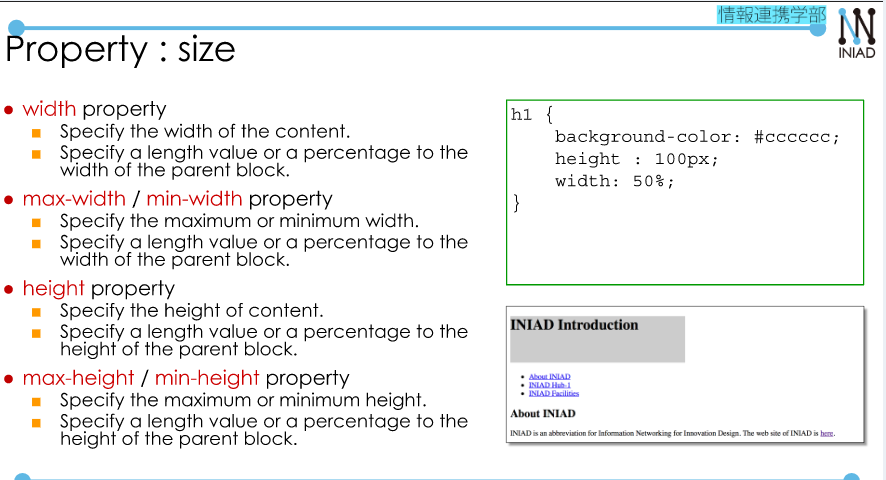 情報連携学部
INIAD
Property : size
● width property
■ Specify the width of the content.
■ Specify a length value or a percentage to the
width of the parent block.
● max-width / min-width property
■ Specify the maximum or minimum width.
■ Specify a length value or a percentage to the
width of the parent block.
● height property
■ Specify the height of content.
■ Specify a length value or a percentage to the
height of the parent block.
● max-height / min-height property
■ Specify the maximum or minimum height.
■ Specify a length value or a percentage to the
height of the parent block.
h1 {
    background-color: #cccccc;
    height : 100px;
    width: 50%;
}
INIAD Introduction
• About INIAD
• INIAD Hub-1
• INIAD Facilities
About INIAD
INIAD is an abbreviation for Information Networking for Innovation Design. The web site of INIAD is here.